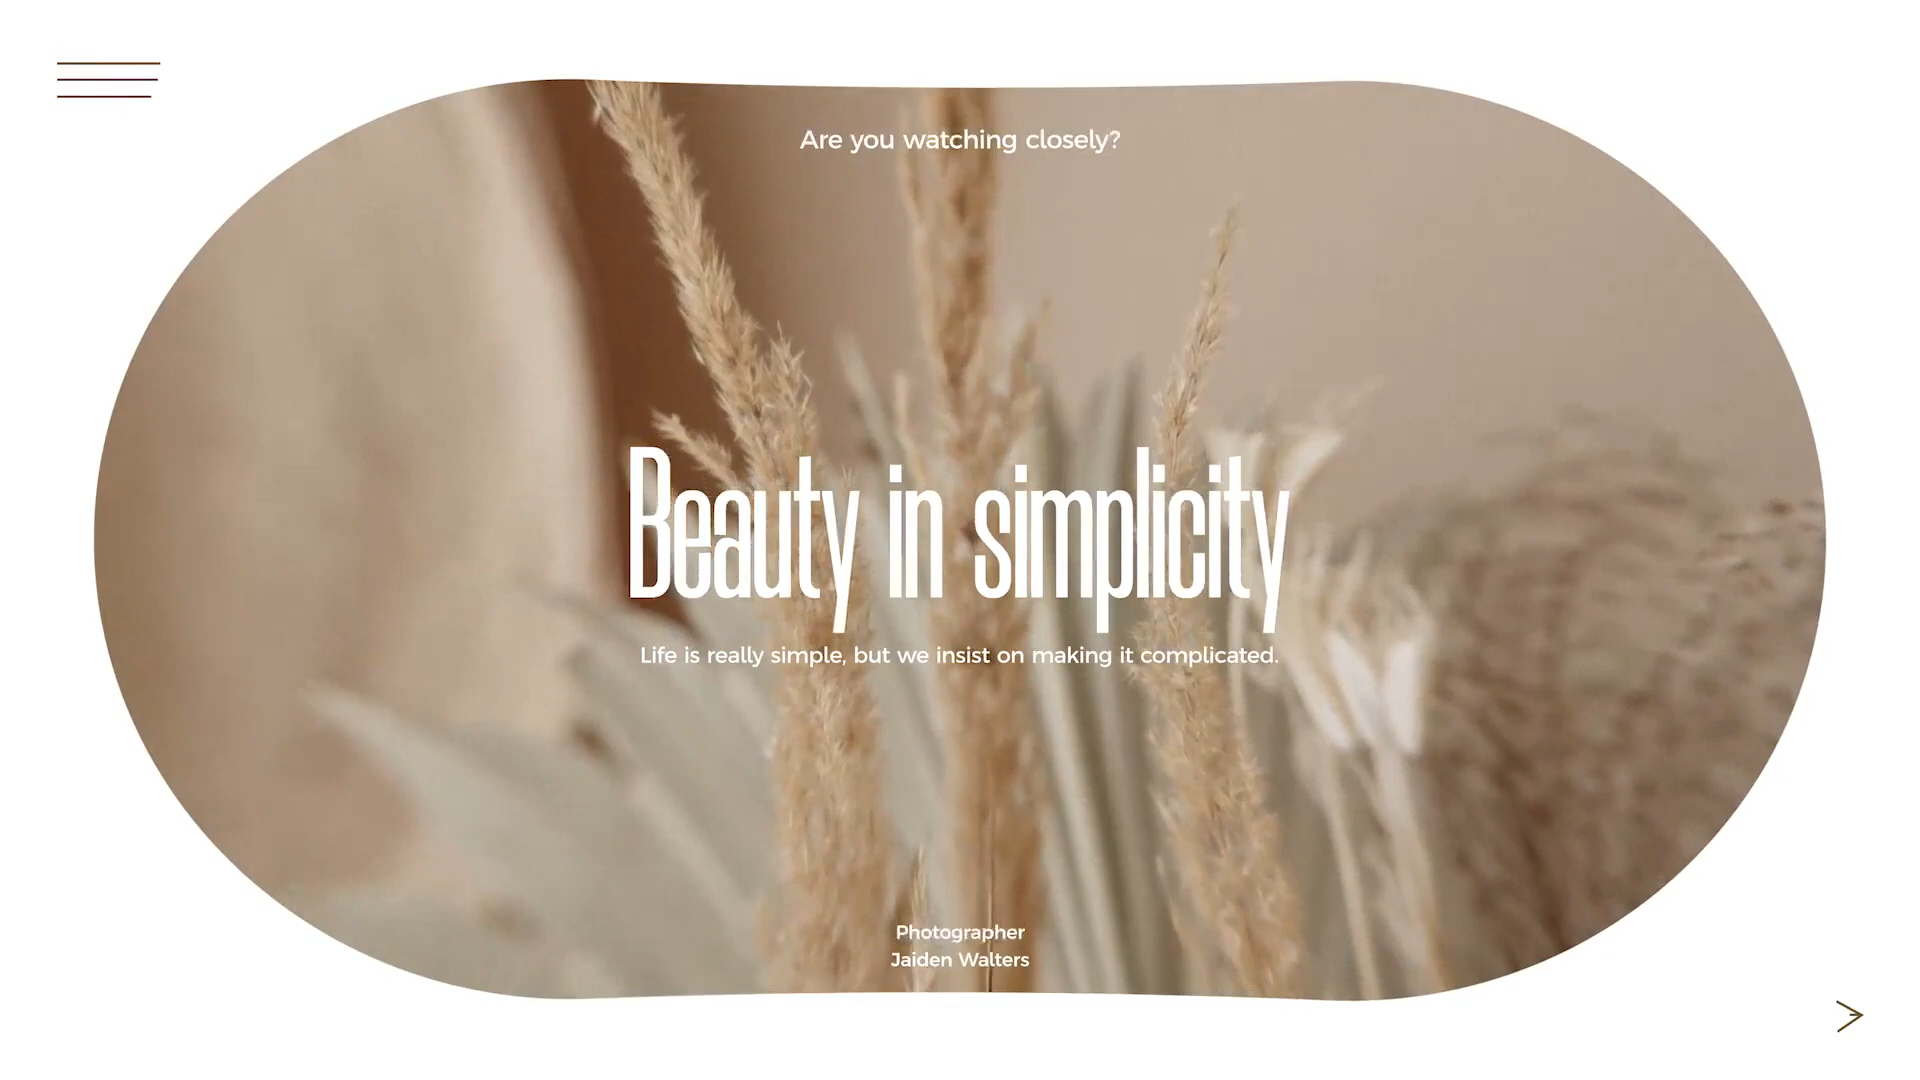 Are you watching closely?
Beauty in simplicity
Life is really simple, but we insist on making it complicated.
Photographer
Jaiden Walters